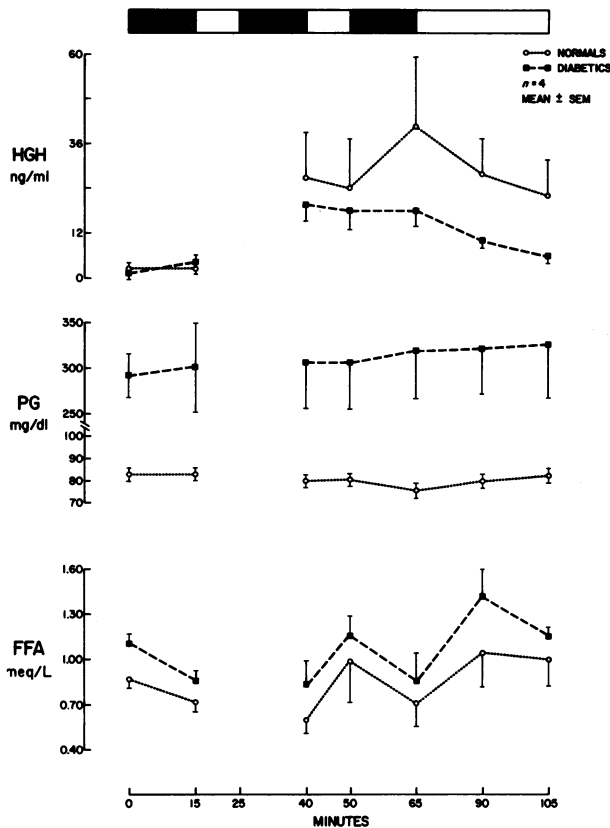 NORMALS
DIABETICS
n = 4
MEAN ± SEM
HGH
ng/ml
60
36
12
0
PG
mg/dl
350
300
250
100
90
80
70
FFA
meq/L
1.60
1.30
1.00
0.70
0.40
0 15 25 40 50 65 90 105
MINUTES